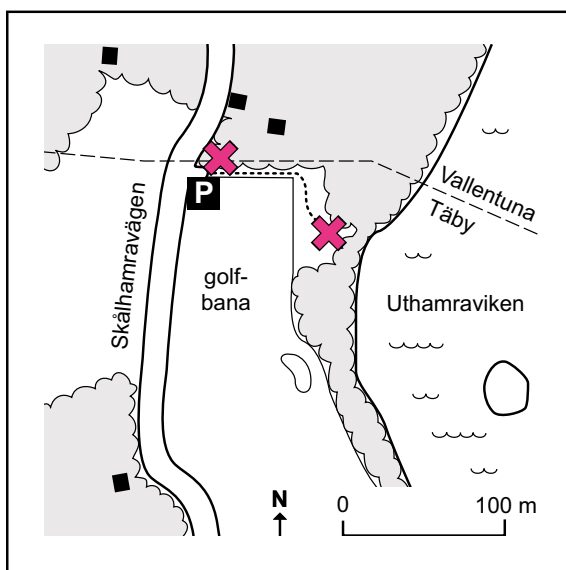 Vallentuna
Täby
P
Skålhamravägen
golf-
bana
Uthamraviken
N
0
100 m